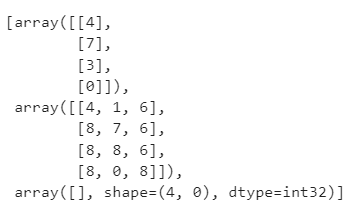 [array([[4],
        [7],
        [3],
        [0]]),
 array([[4, 1, 6],
        [8, 7, 6],
        [8, 8, 6],
        [8, 0, 8]]),
 array([], shape=(4, 0), dtype=int32)]